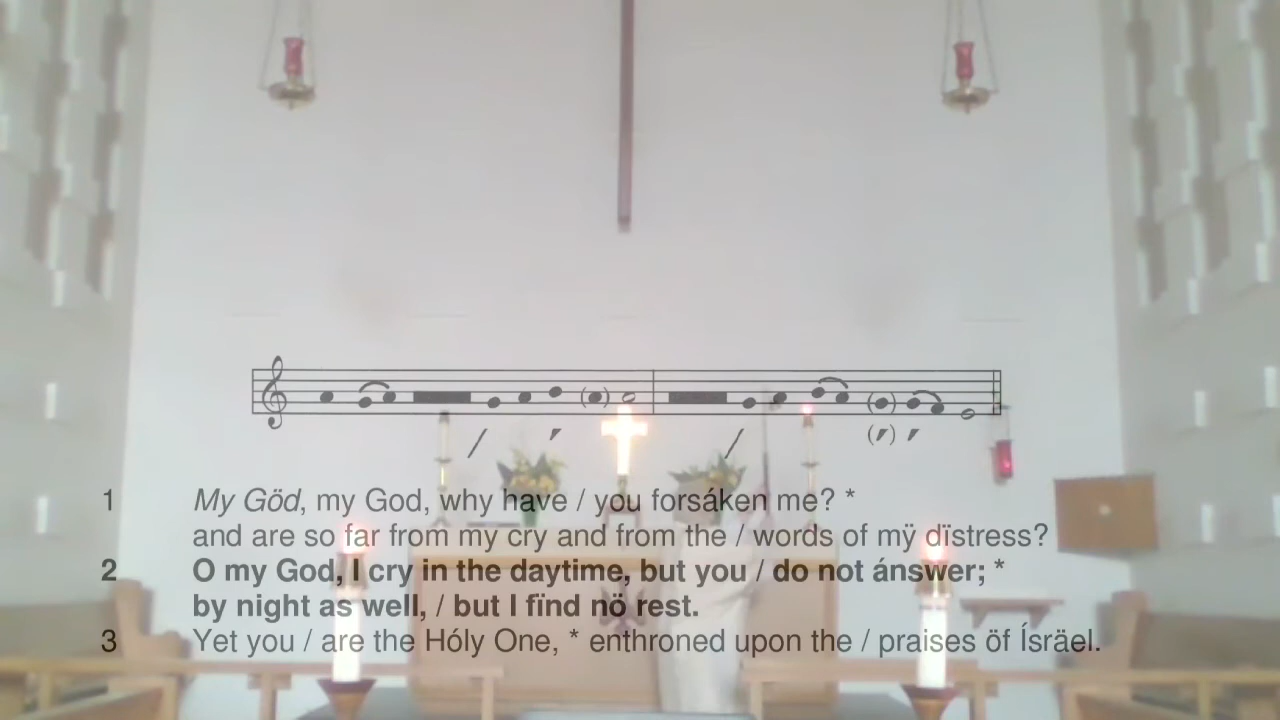 1 My Göd, my God, why have / you forsáken me? *
and are so far from my cry and from the / words of mÿ dïstress?
2 O my God, I cry in the daytime, but you / do not ánswer; *
by night as well, / but I fïnd nö rest.
3 Yet you / are the Hóly One, * enthroned upon the / praises öf Ísräel.